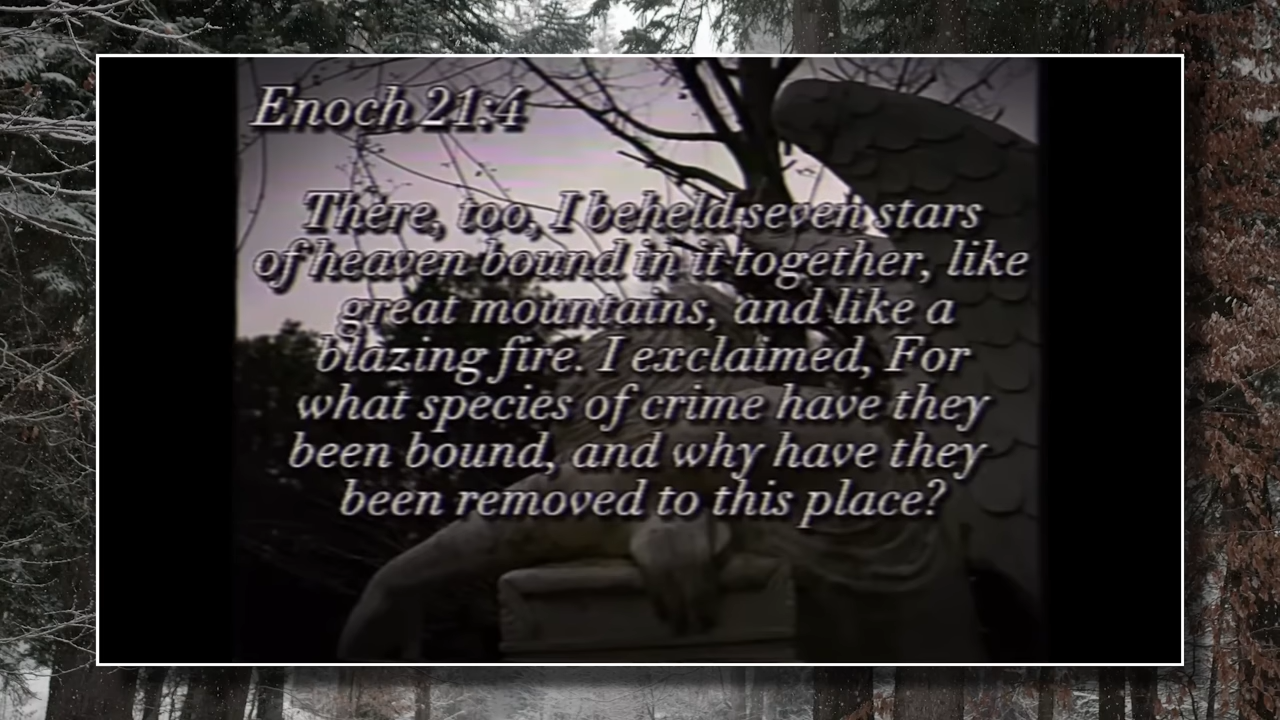 Enoch 21:4
There, too, I beheld seven stars
of heaven bound in it together, like
great mountains, and like a
blazing fire. I exclaimed, For
what species of crime have they
been bound, and why have they
been removed to this place?